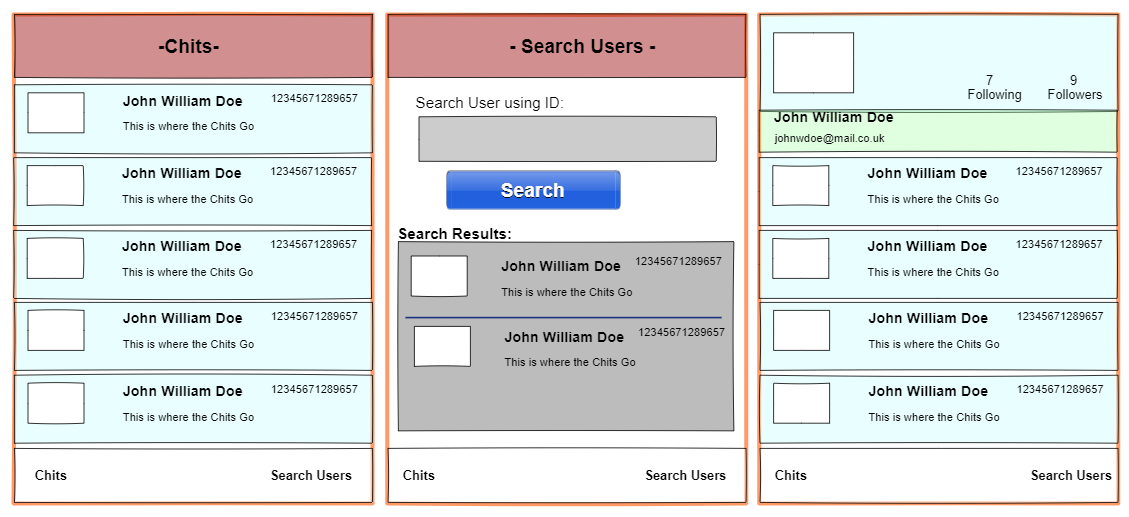 -Chits-
John William Doe 12345671289657
This is where the Chits Go
John William Doe 12345671289657
This is where the Chits Go
John William Doe 12345671289657
This is where the Chits Go
John William Doe 12345671289657
This is where the Chits Go
John William Doe 12345671289657
This is where the Chits Go
Chits Search Users
- Search Users -
Search User using ID:
Search
Search Results:
John William Doe 12345671289657
This is where the Chits Go
John William Doe 12345671289657
This is where the Chits Go
Chits Search Users
7 9
Following Followers
John William Doe
johnwdoe@mail.co.uk
John William Doe 12345671289657
This is where the Chits Go
John William Doe 12345671289657
This is where the Chits Go
John William Doe 12345671289657
This is where the Chits Go
John William Doe 12345671289657
This is where the Chits Go
Chits Search Users